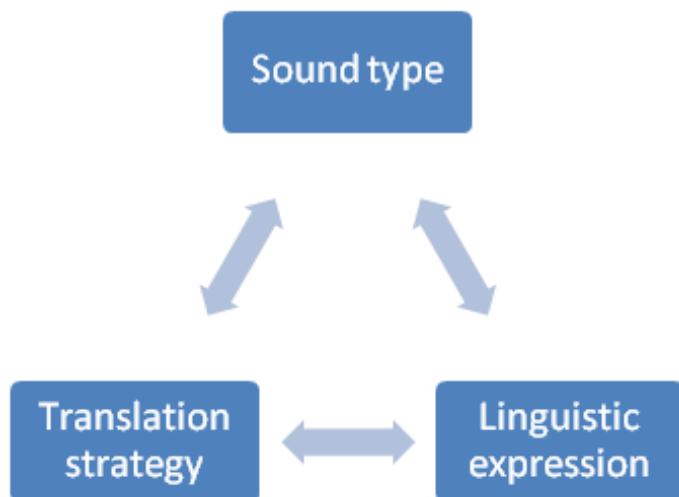 Sound type
Translation
strategy
Linguistic
expression